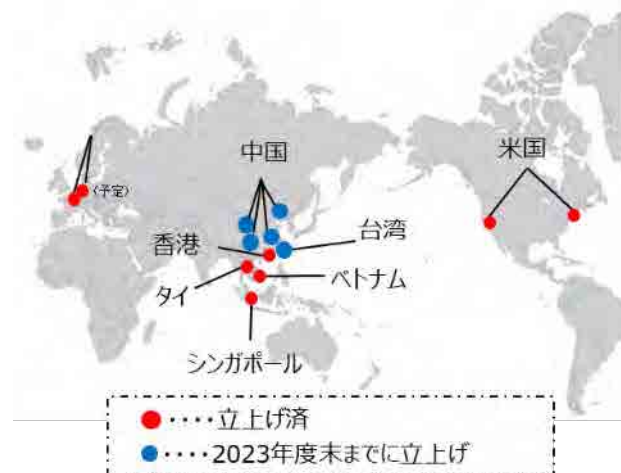 中国
米国
〈予定〉
香港
台湾
タイ
ベトナム
シンガポール
●‥‥立上げ済
●‥‥2023年度末までに立上げ